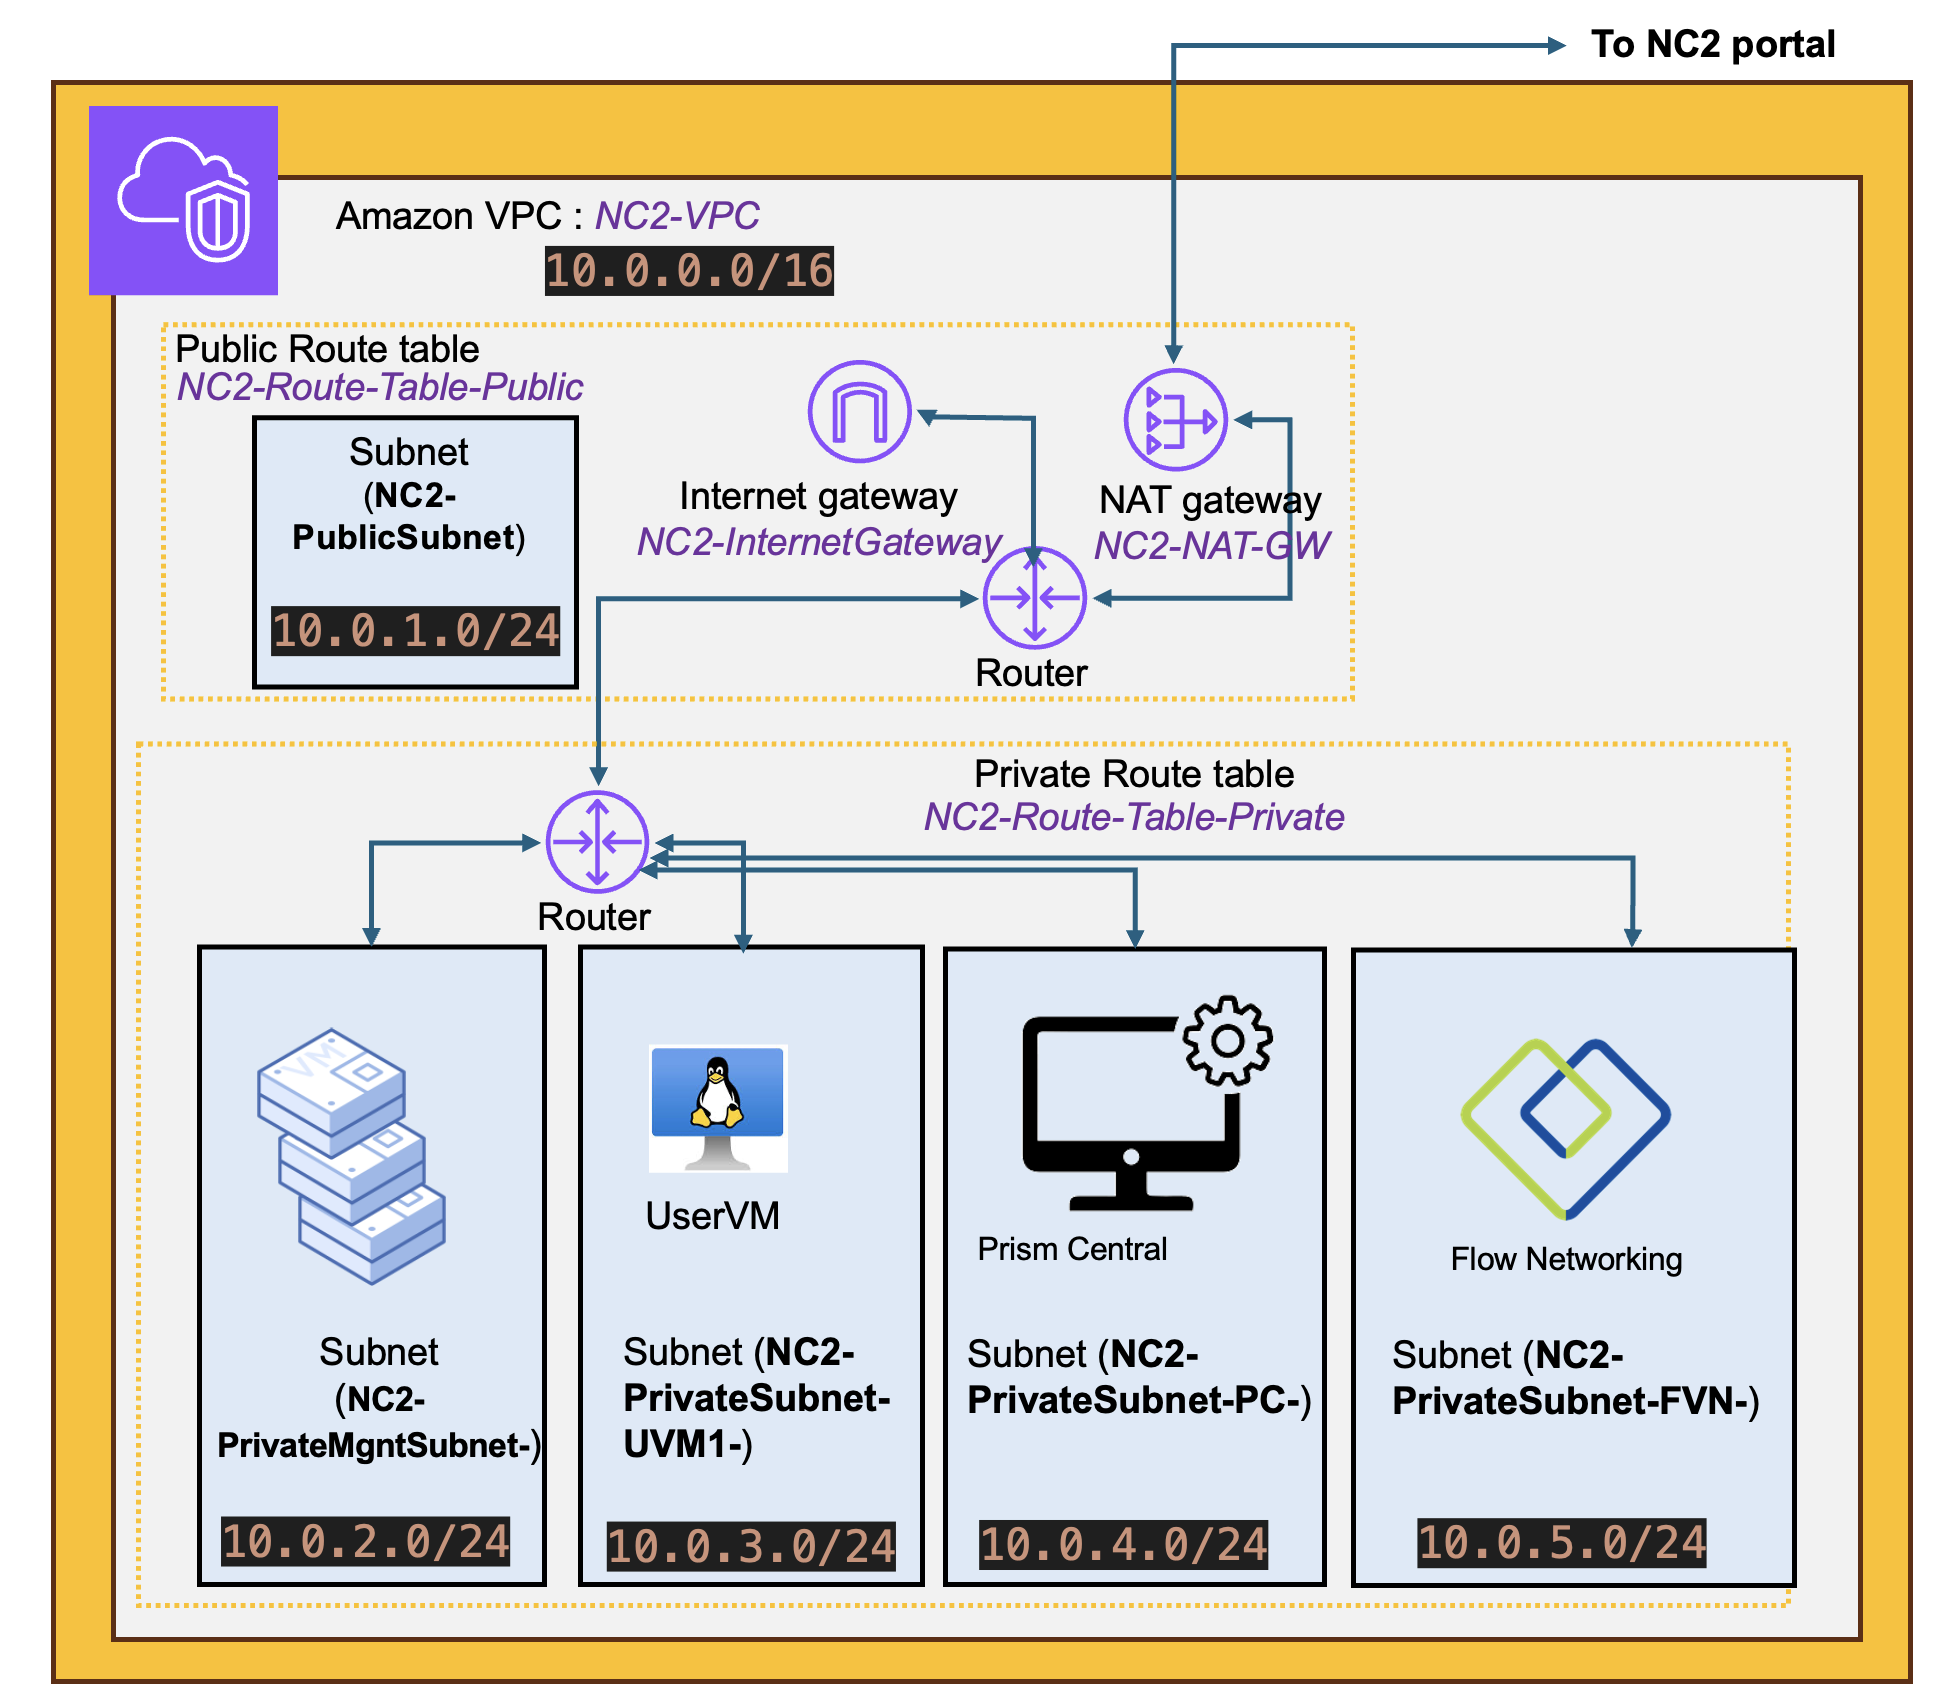 To NC2 portal
Amazon VPC : NC2-VPC
10.0.0.0/16
Public Route table
NC2-Route-Table-Public
Subnet
(NC2-
PublicSubnet)
10.0.1.0/24
Internet gateway
NC2-InternetGateway
NAT gateway
NC2-NAT-GW
Router
Private Route table
NC2-Route-Table-Private
Router
VM
Subnet
(NC2-
PrivateMgntSubnet-)
10.0.2.0/24
UserVM
Subnet (NC2-
PrivateSubnet-
UVM1-)
10.0.3.0/24
Prism Central
Subnet (NC2-
PrivateSubnet-PC-)
10.0.4.0/24
Flow Networking
Subnet (NC2-
PrivateSubnet-FVN-)
10.0.5.0/24